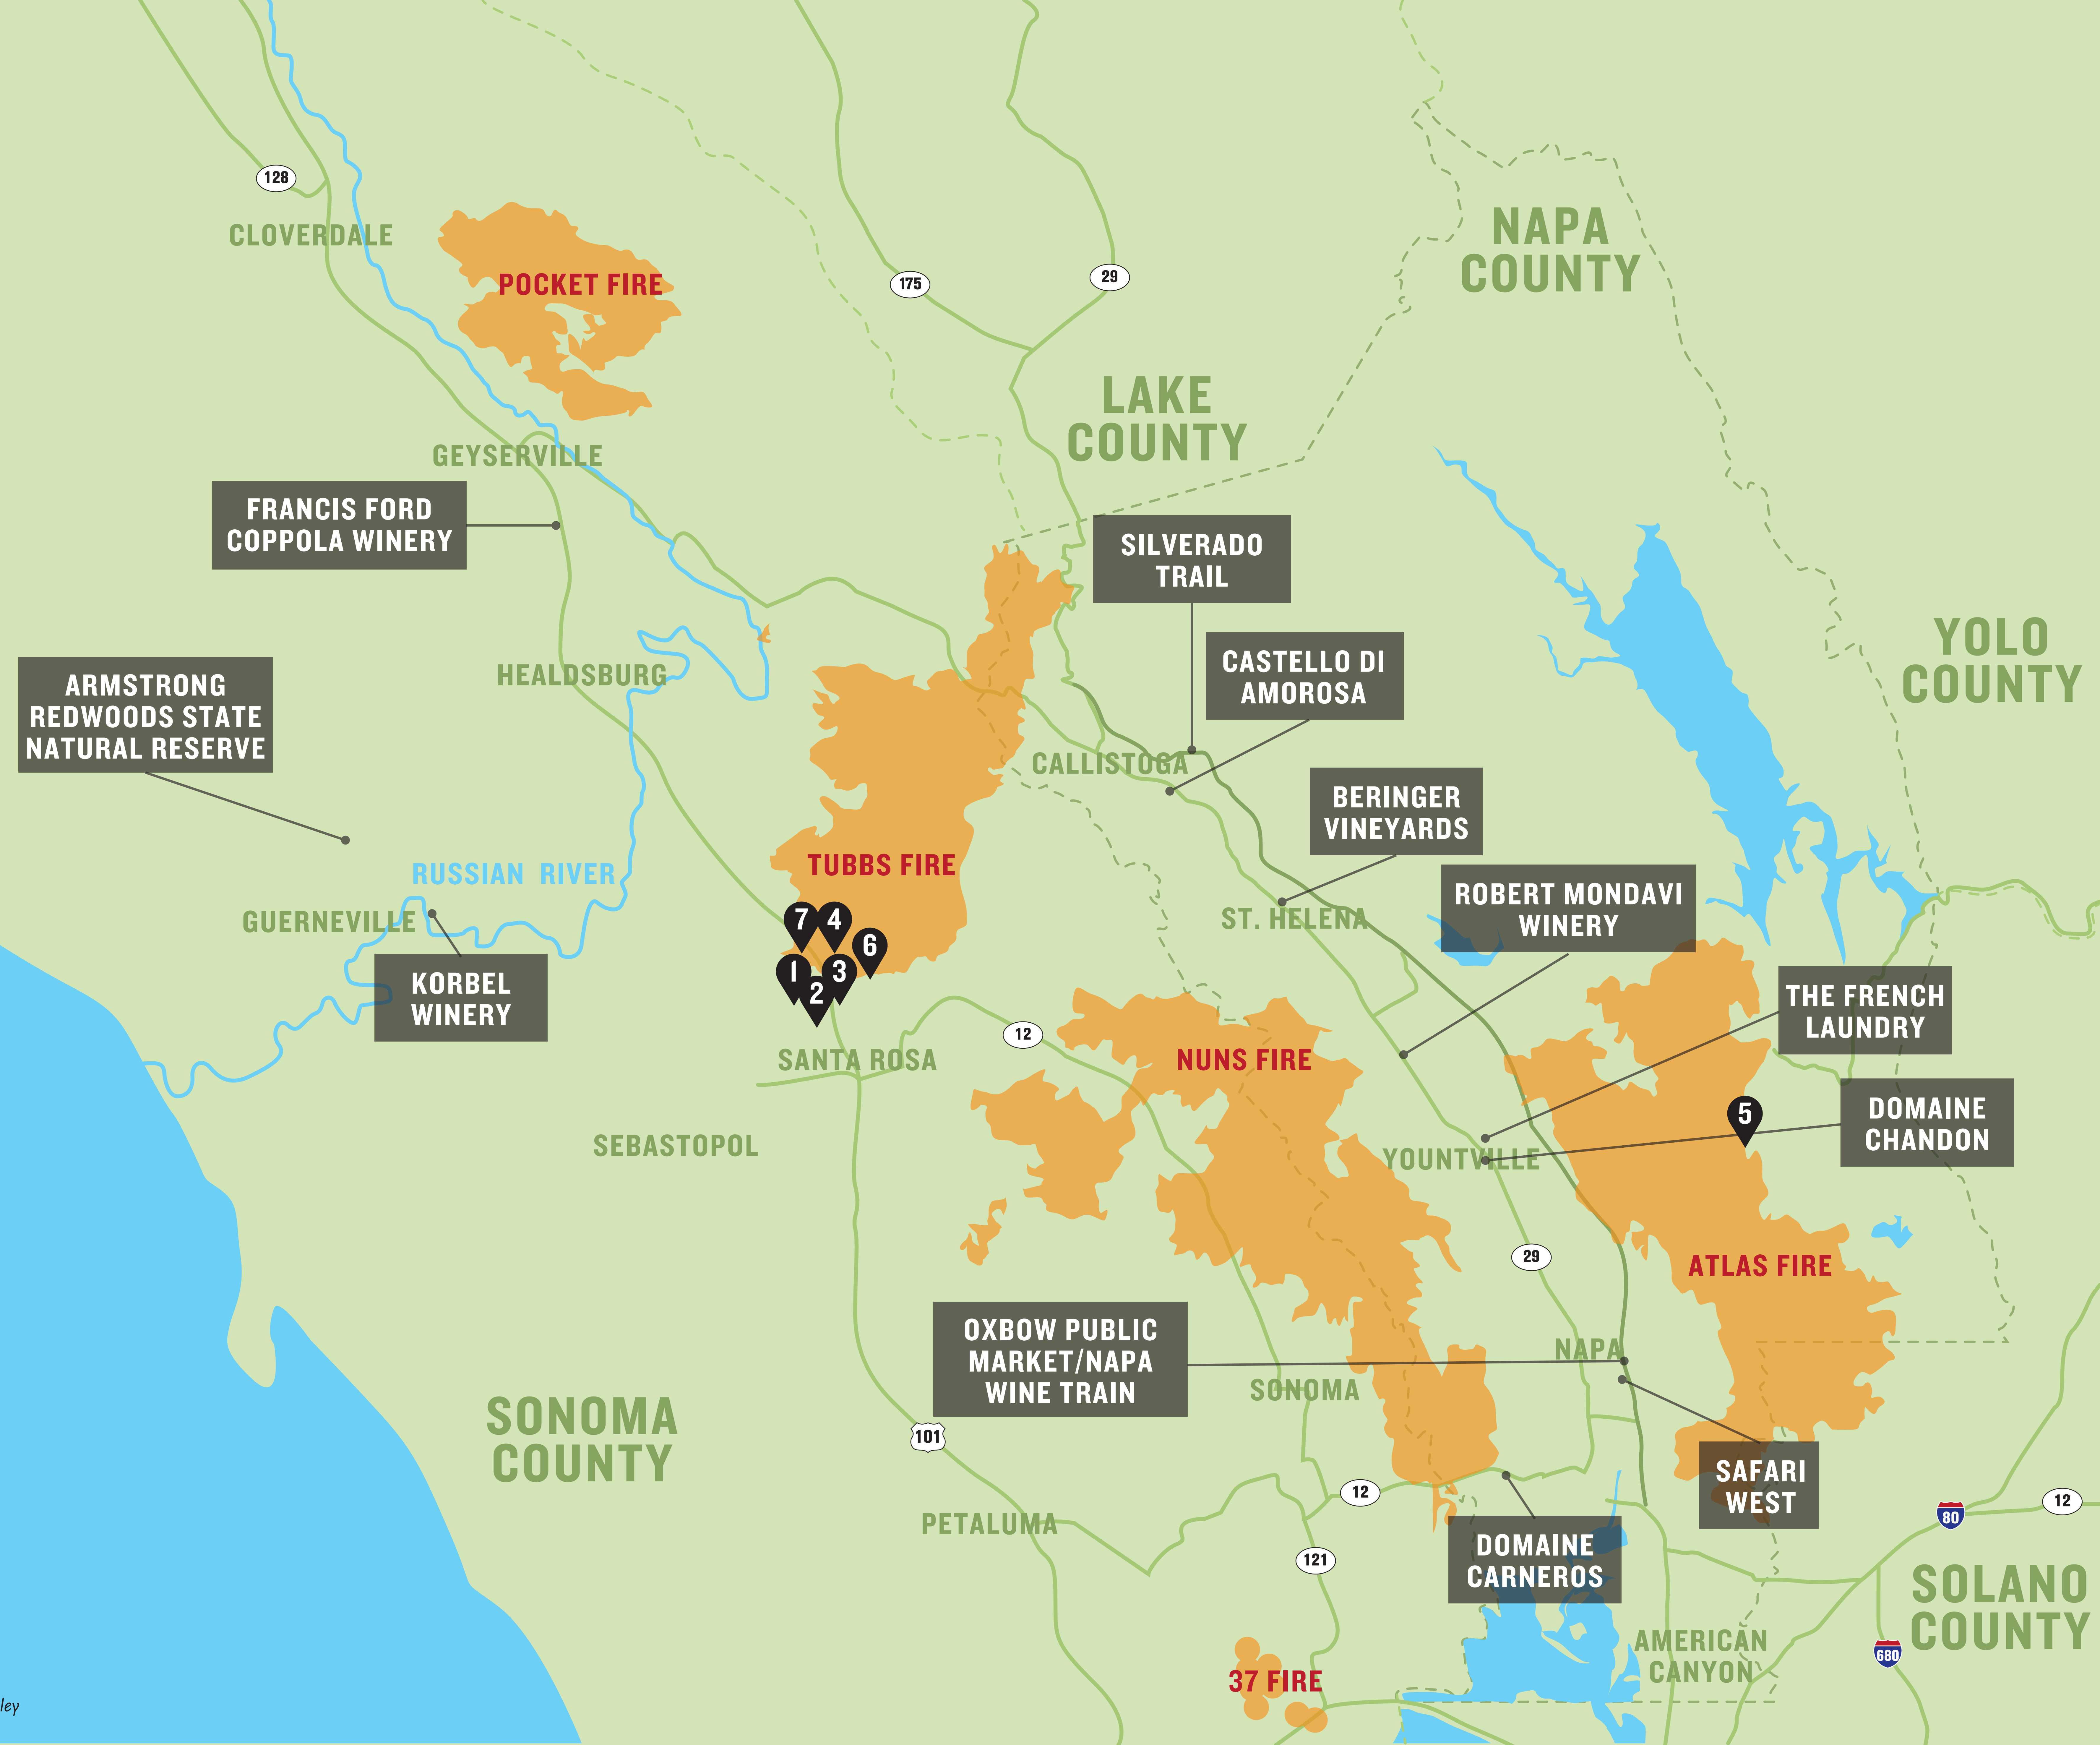 128
CLOVERDALE
POCKET FIRE
175
29
NAPA
COUNTY
LAKE
COUNTY
GEYSERVILLE
FRANCIS FORD
COPPOLA WINERY
SILVERADO
TRAIL
CASTELLO DI
AMOROSA
YOLO
COUNTY
HEALDSBURG
ARMSTRONG
REDWOODS STATE
NATURAL RESERVE
CALLISTOGA
BERINGER
VINEYARDS
TUBBS FIRE
RUSSIAN RIVER
GUERNEVILLE
ST. HELENA
ROBERT MONDAVI
WINERY
7
4
6
1
3
2
KORBEL
WINERY
THE FRENCH
LAUNDRY
12
SANTA ROSA
NUNS FIRE
5
DOMAINE
CHANDON
SEBASTOPOL
YOUNTVILLE
29
ATLAS FIRE
OXBOW PUBLIC
MARKET/NAPA
WINE TRAIN
NAPA
SONOMA
SONOMA
COUNTY
101
SAFARI
WEST
12
12
80
PETALUMA
121
DOMAINE
CARNEROS
SOLANO
COUNTY
AMERICAN
CANYON
680
37 FIRE
ley